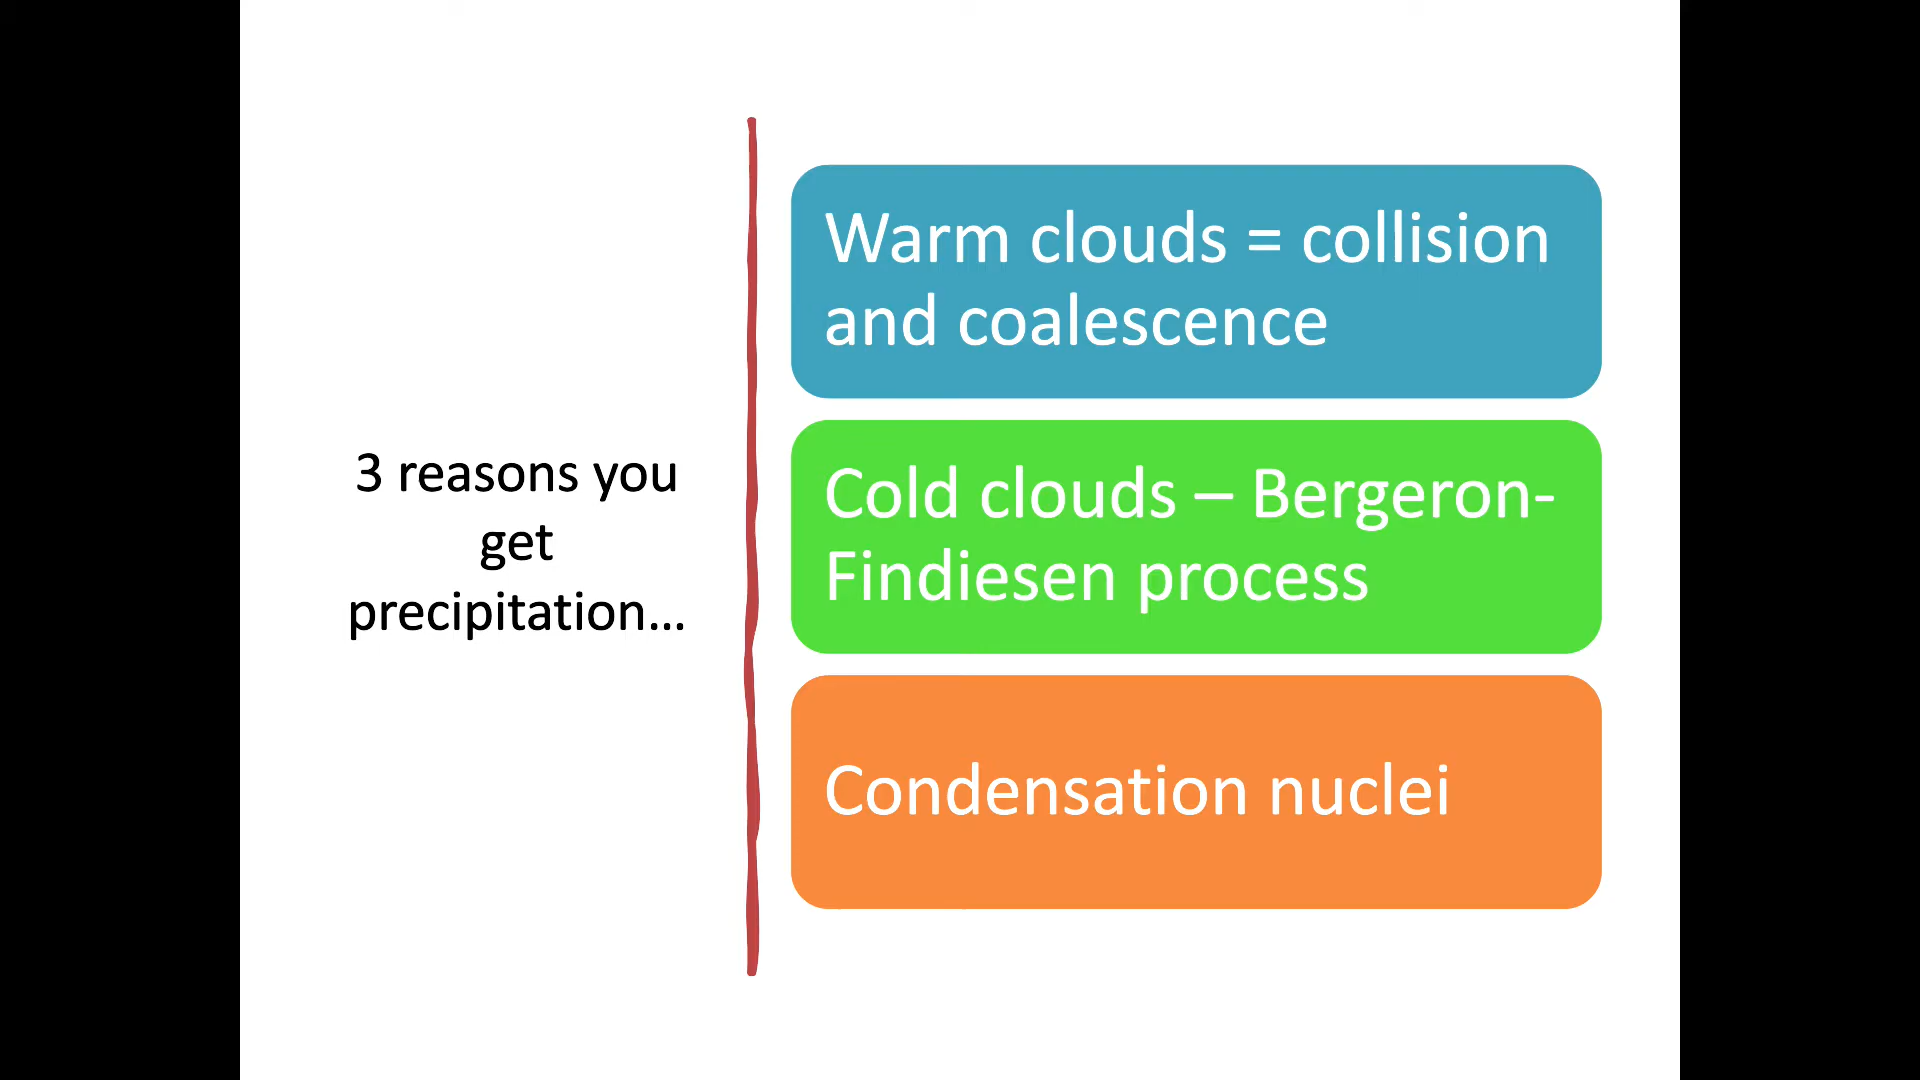 3 reasons you
get
precipitation...
Warm clouds = collision
and coalescence
Cold clouds – Bergeron-
Findiesen process
Condensation nuclei